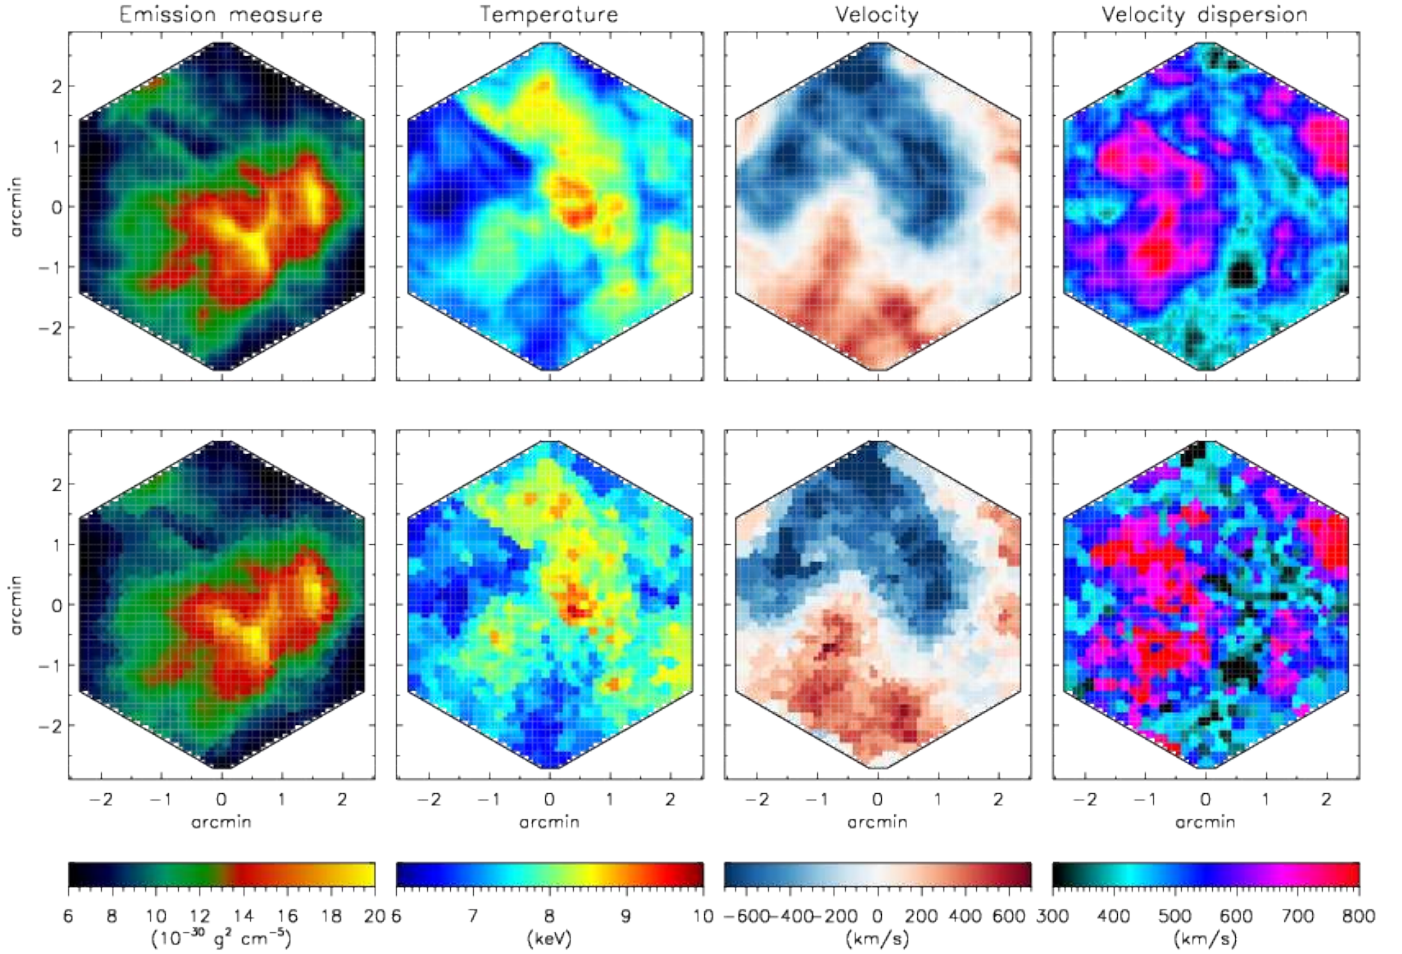 Emission measure Temperature Velocity Velocity dispersion
2
1
0
−1
−2
arcmin
2
1
0
−1
−2
arcmin
−2 −1 0 1 2 −2 −1 0 1 2 −2 −1 0 1 2 −2 −1 0 1 2
arcmin arcmin arcmin arcmin
6 8 10 12 14 16 18 20 6 7 8 9 10 −600 −400 −200 0 200 400 600 300 400 500 600 700 800
(10⁻³⁰ g² cm⁻⁵) (keV) (km/s) (km/s)